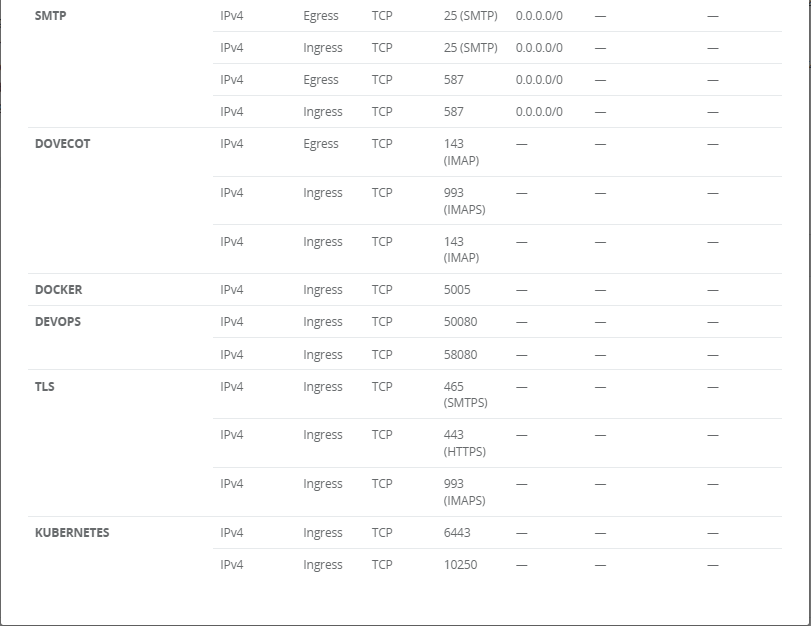 SMTP IPv4 Egress TCP 25 (SMTP) 0.0.0.0/0 — —
IPv4 Ingress TCP 25 (SMTP) 0.0.0.0/0 — —
IPv4 Egress TCP 587 0.0.0.0/0 — —
IPv4 Ingress TCP 587 0.0.0.0/0 — —
DOVECOT IPv4 Egress TCP 143 — — —
(IMAP)
IPv4 Ingress TCP 993 — — —
(IMAPS)
IPv4 Ingress TCP 143 — — —
(IMAP)
DOCKER IPv4 Ingress TCP 5005 — — —
DEVOPS IPv4 Ingress TCP 50080 — — —
IPv4 Ingress TCP 58080 — — —
TLS IPv4 Ingress TCP 465 — — —
(SMTPS)
IPv4 Ingress TCP 443 — — —
(HTTPS)
IPv4 Ingress TCP 993 — — —
(IMAPS)
KUBERNETES IPv4 Ingress TCP 6443 — — —
IPv4 Ingress TCP 10250 — — —